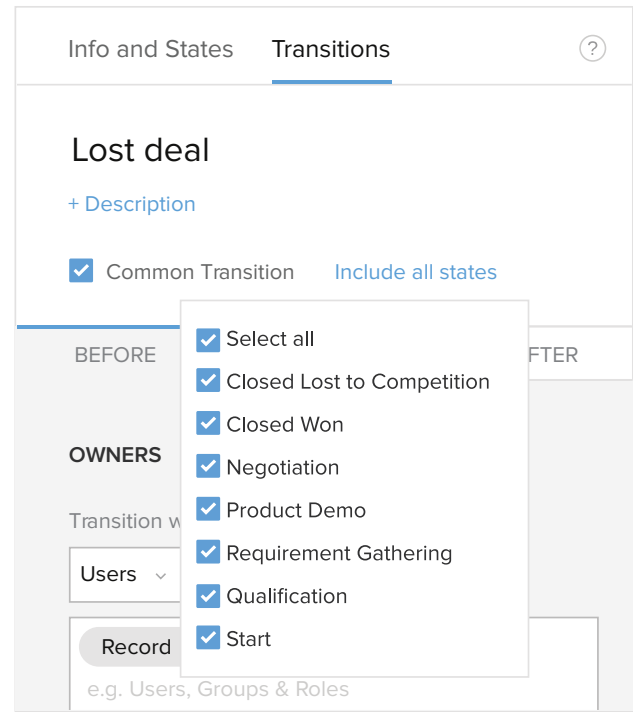 Info and States Transitions ?
Lost deal
+ Description
Common Transition Include all states
Select all
BEFORE FTER
Closed Lost to Competition
Closed Won
OWNERS
Negotiation
Product Demo
Transition w
Requirement Gathering
Users
Qualification
Start
Record
e.g. Users, Groups & Roles